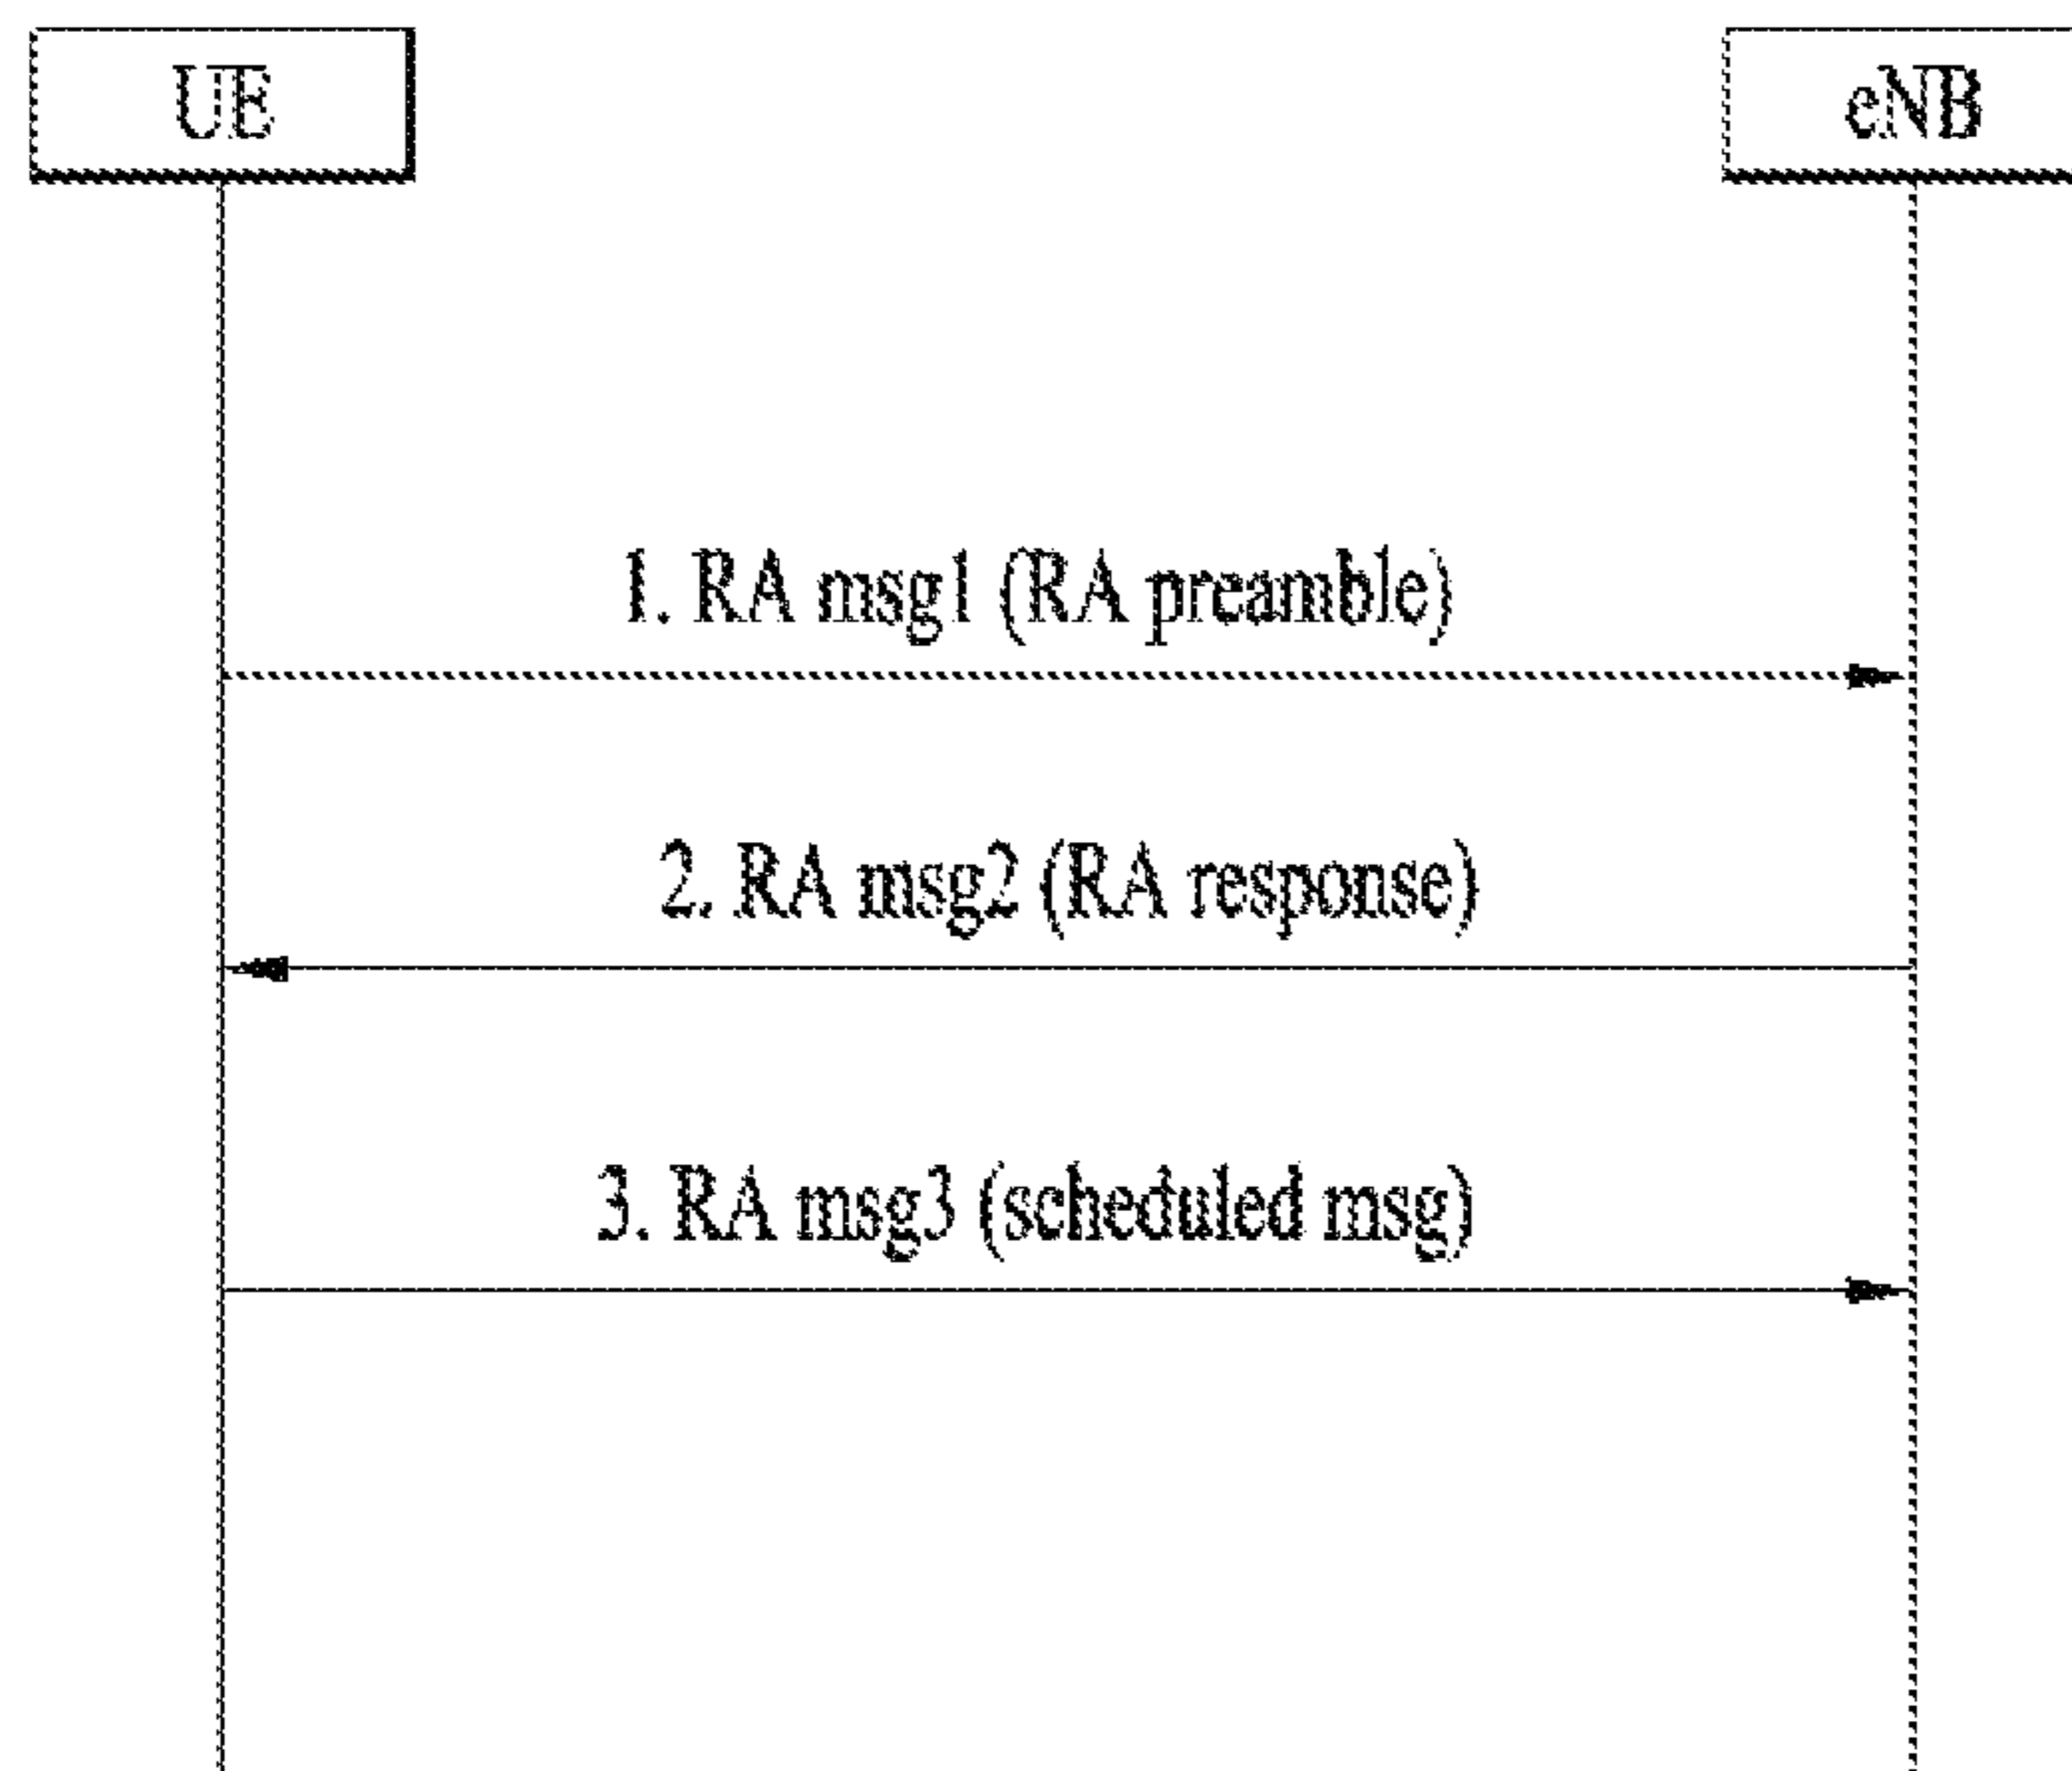 UE
eNB
1. RA msg1 (RA preamble)
2. RA msg2 (RA response)
3. RA msg3 (scheduled msg)